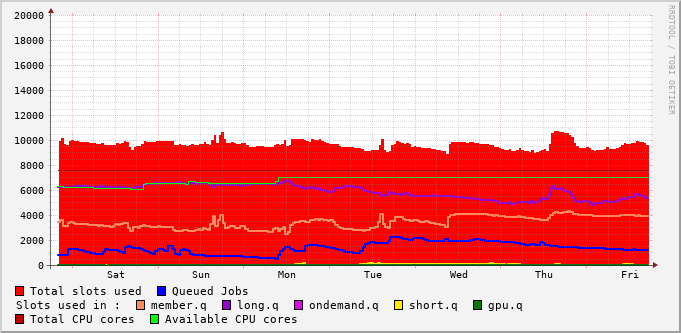 20000
18000
16000
14000
12000
10000
8000
6000
4000
2000
0
Sat Sun Mon Tue Wed Thu Fri
RRDTOOL / TOBI OETIKER
Total slots used Queued Jobs
Slots used in : member.q long.q ondemand.q short.q gpu.q
Total CPU cores Available CPU cores